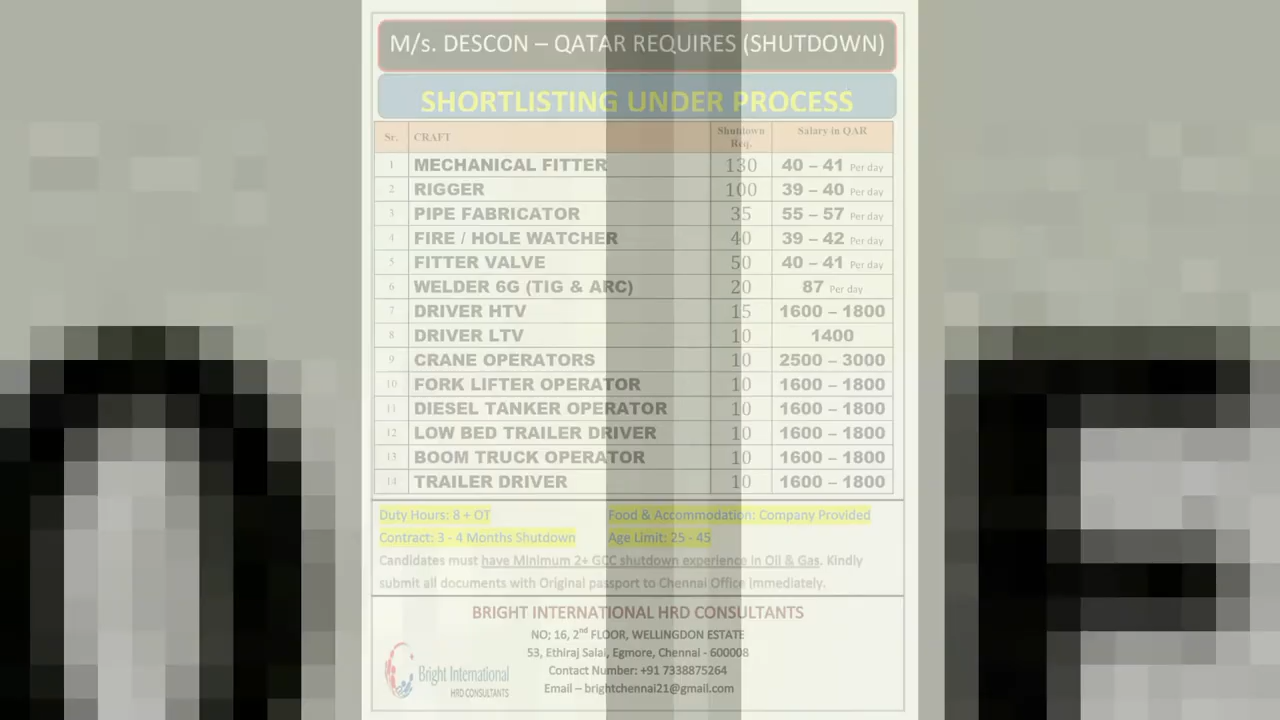 M/s. DESCON – QATAR REQUIRES (SHUTDOWN)
SHORTLISTING UNDER PROCESS
Sr. CRAFT Shutdown Req. Salary in QAR
1 MECHANICAL FITTER 130 40 – 41 Per day
2 RIGGER 100 39 – 40 Per day
3 PIPE FABRICATOR 35 55 – 57 Per day
4 FIRE / HOLE WATCHER 40 39 – 42 Per day
5 FITTER VALVE 50 40 – 41 Per day
6 WELDER 6G (TIG & ARC) 20 87 Per day
7 DRIVER HTV 15 1600 – 1800
8 DRIVER LTV 10 1400
9 CRANE OPERATORS 10 2500 – 3000
10 FORK LIFTER OPERATOR 10 1600 – 1800
11 DIESEL TANKER OPERATOR 10 1600 – 1800
12 LOW BED TRAILER DRIVER 10 1600 – 1800
13 BOOM TRUCK OPERATOR 10 1600 – 1800
14 TRAILER DRIVER 10 1600 – 1800
Duty Hours: 8 + OT Food & Accommodation: Company Provided
Contract: 3 - 4 Months Shutdown Age Limit: 25 - 45
Candidates must have Minimum 2+ GCC shutdown experience in Oil & Gas. Kindly
submit all documents with Original passport to Chennai Office immediately.
BRIGHT INTERNATIONAL HRD CONSULTANTS
NO; 16, 2nd FLOOR, WELLINGDON ESTATE
53, Ethiraj Salai, Egmore, Chennai - 600008
Contact Number: +91 7338875264
Email – brightchennai21@gmail.com
Bright International
HRD CONSULTANTS